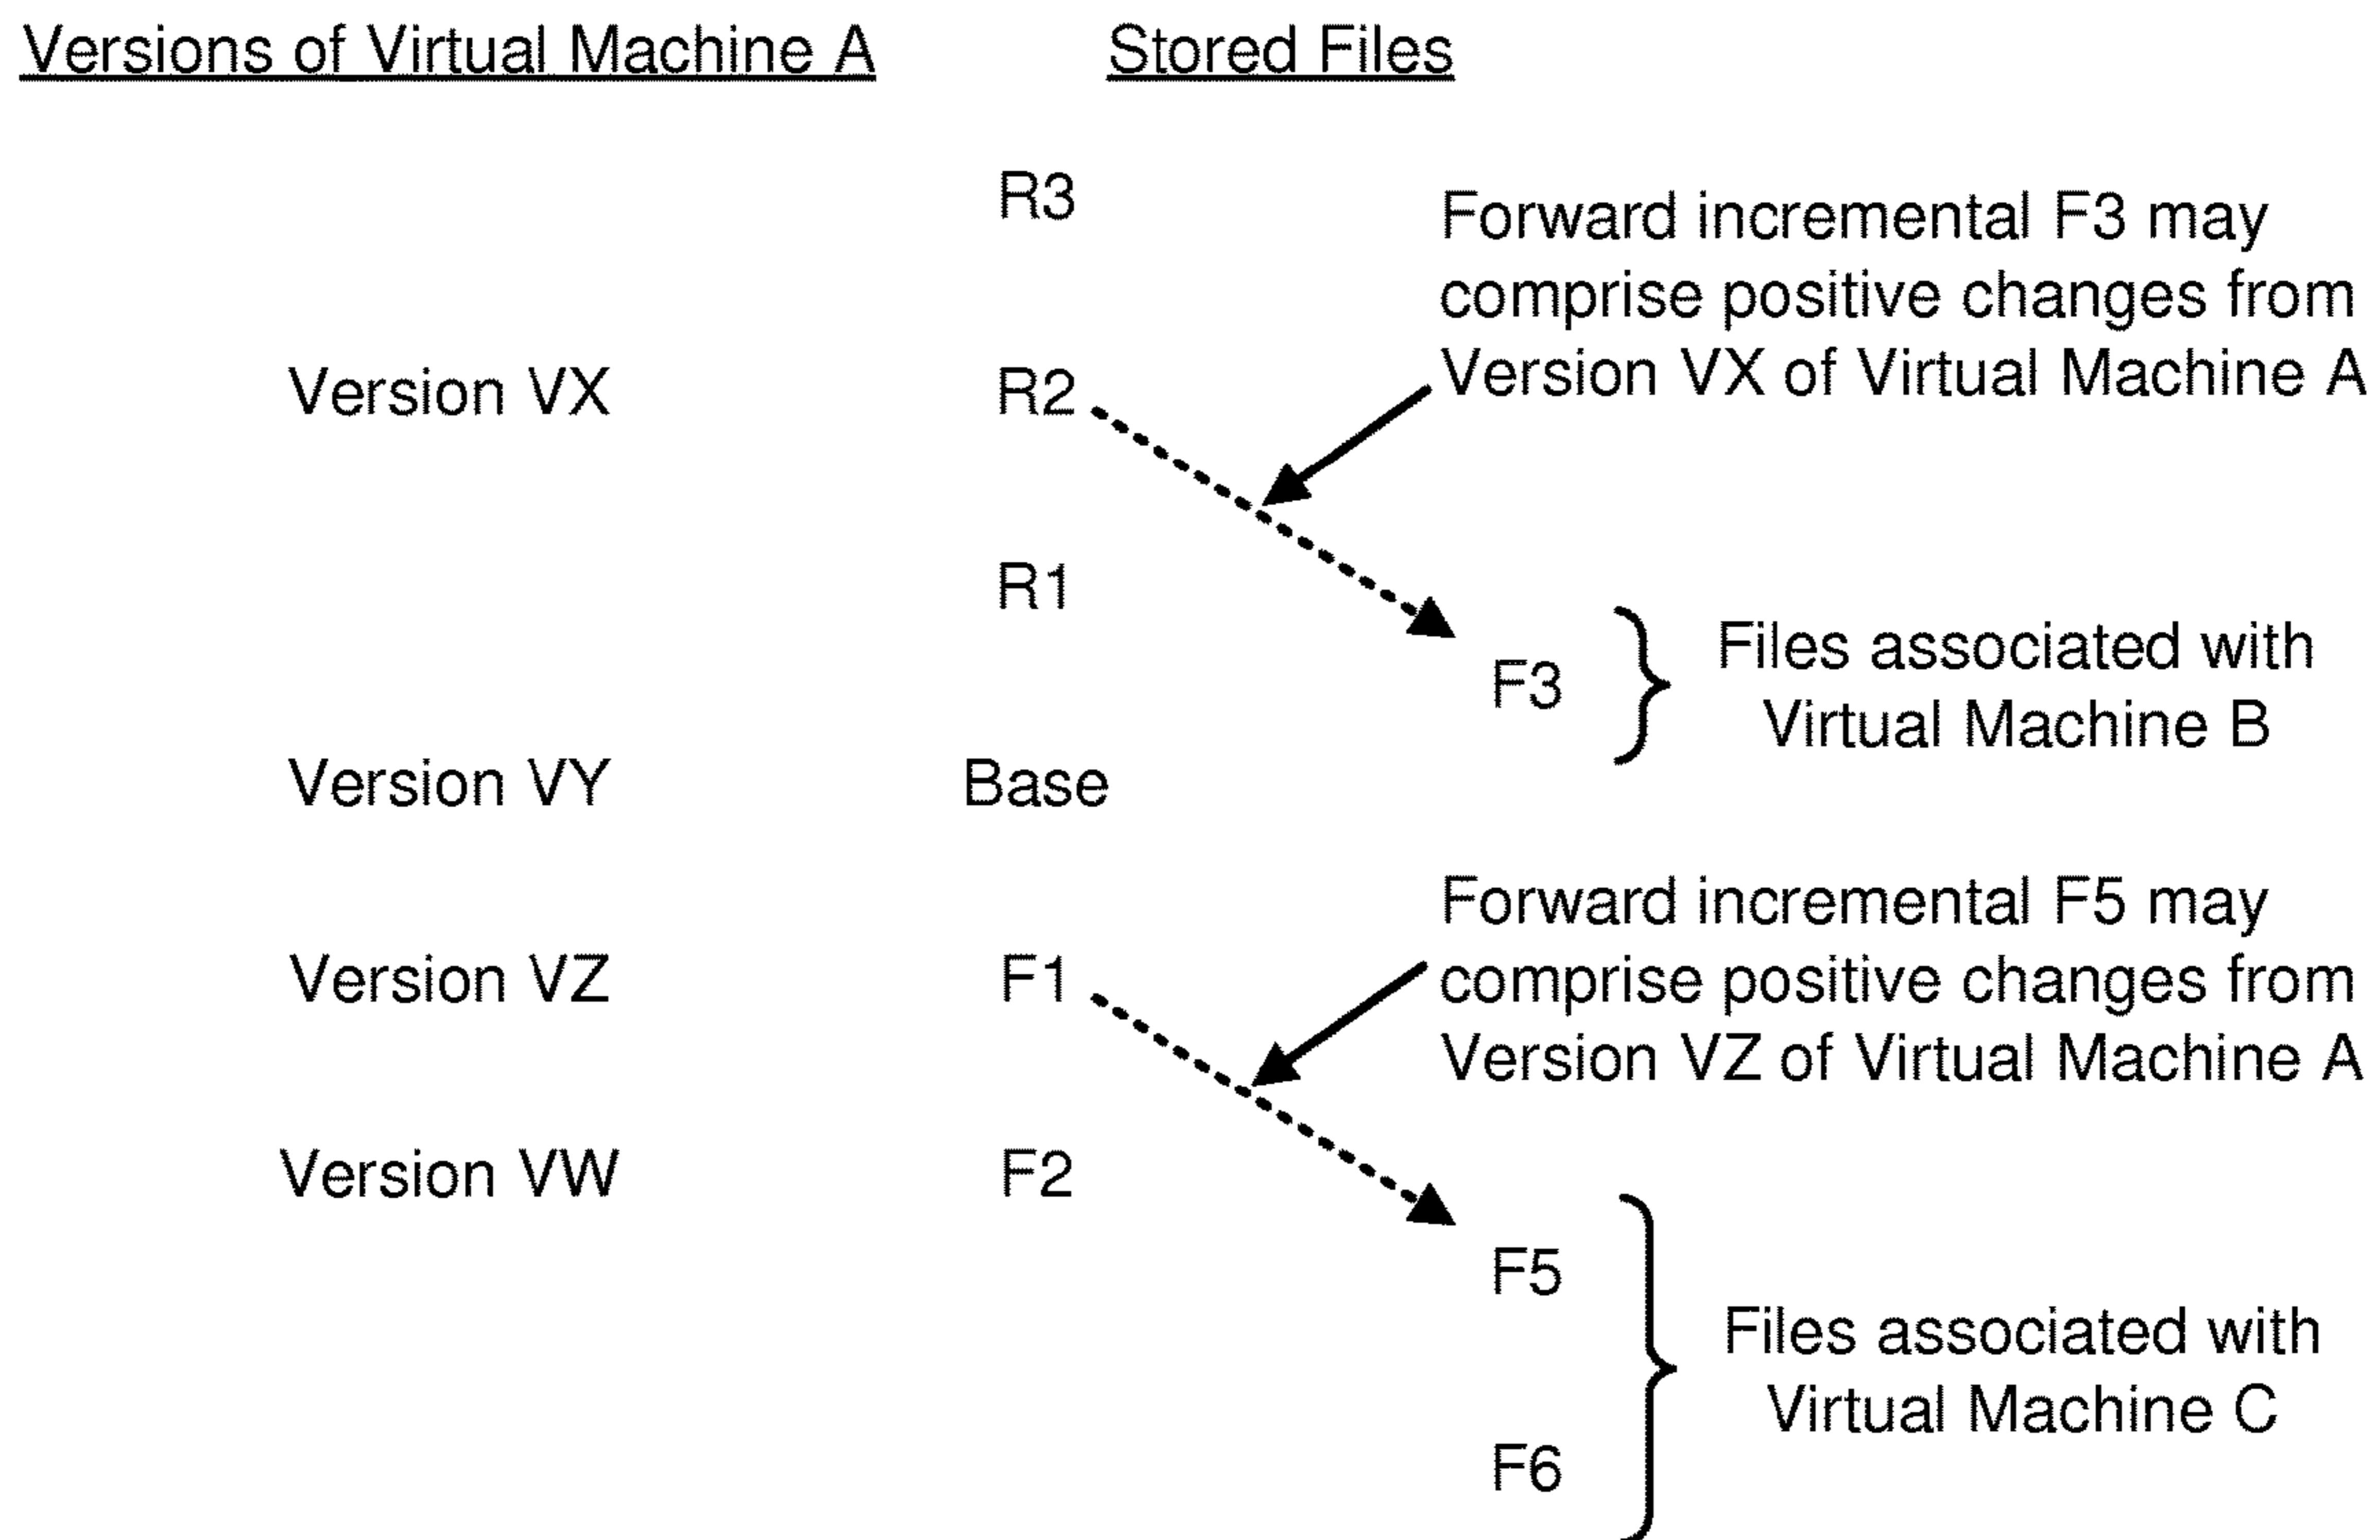 Versions of Virtual Machine A
Stored Files
R3
Forward incremental F3 may
comprise positive changes from
Version VX of Virtual Machine A
Version VX
R2
R1
F3
Files associated with
Virtual Machine B
Version VY
Base
Forward incremental F5 may
comprise positive changes from
Version VZ of Virtual Machine A
Version VZ
F1
Version VW
F2
F5
Files associated with
Virtual Machine C
F6